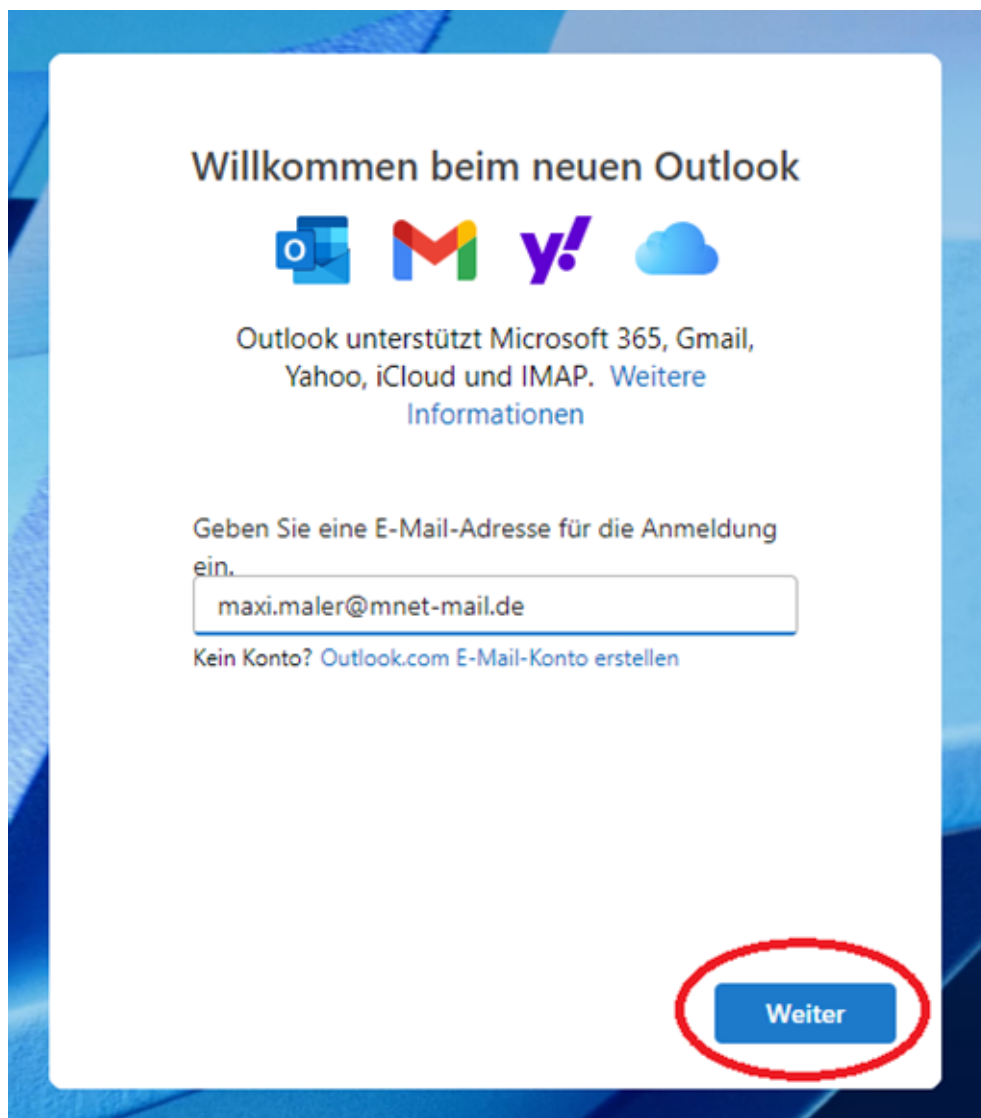 Willkommen beim neuen Outlook
O
y!
Outlook unterstützt Microsoft 365, Gmail,
Yahoo, iCloud und IMAP. Weitere
Informationen
Geben Sie eine E-Mail-Adresse für die Anmeldung
ein.
maxi.maler@mnet-mail.de
Kein Konto? Outlook.com E-Mail-Konto erstellen
Weiter